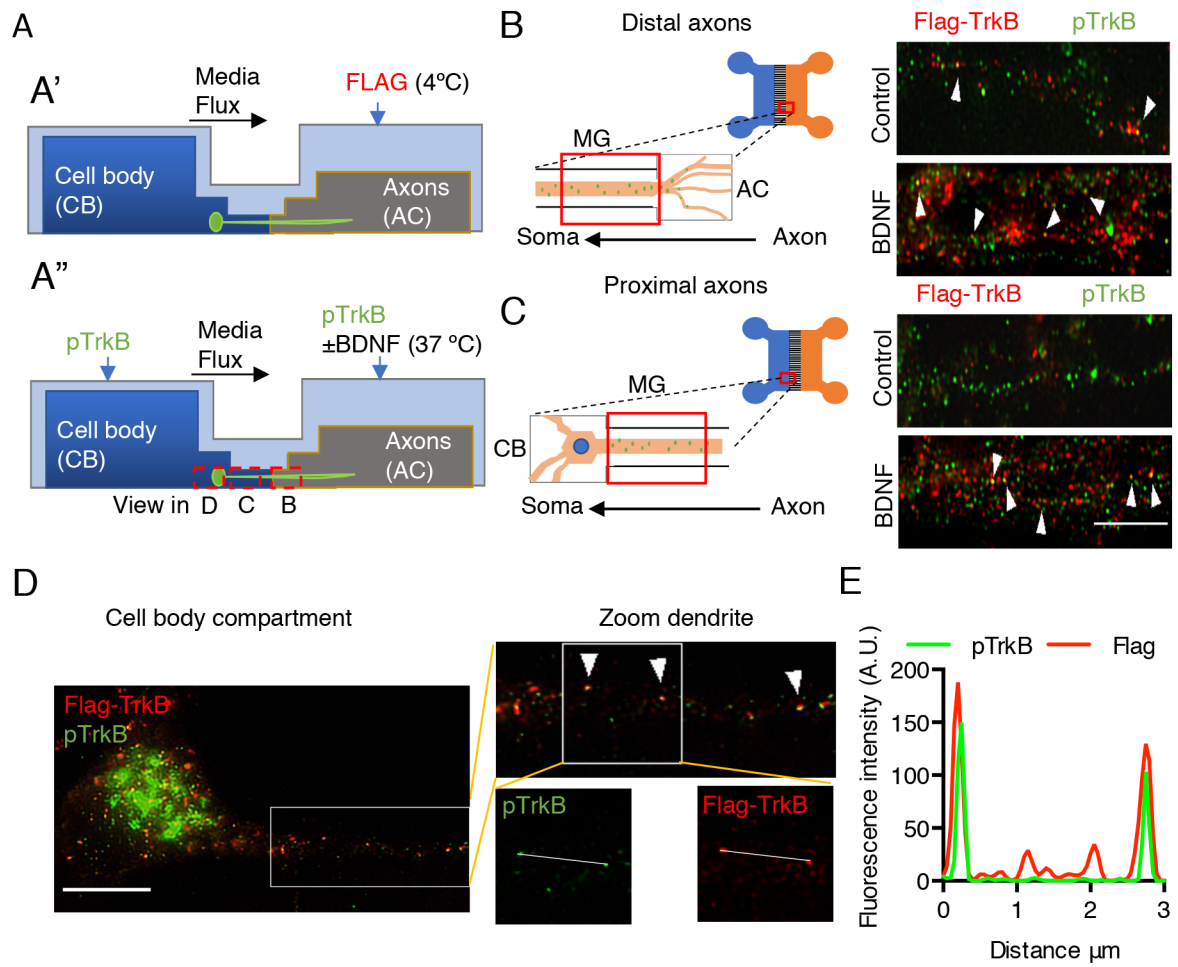 A
A’
Media
Flux
FLAG (4ºC)
Cell body
(CB)
Axons
(AC)
A’’
pTrkB
Media
Flux
pTrkB
±BDNF (37 ºC)
Cell body
(CB)
Axons
(AC)
View in D C B
B
Distal axons
MG
AC
Soma
Axon
Flag-TrkB
pTrkB
Control
BDNF
C
Proximal axons
MG
CB
Soma
Axon
Flag-TrkB
pTrkB
Control
BDNF
D
Cell body compartment
Flag-TrkB
pTrkB
Zoom dendrite
pTrkB
Flag-TrkB
E
pTrkB
Flag
Fluorescence intensity (A.U.)
200
150
100
50
0
0 1 2 3
Distance µm